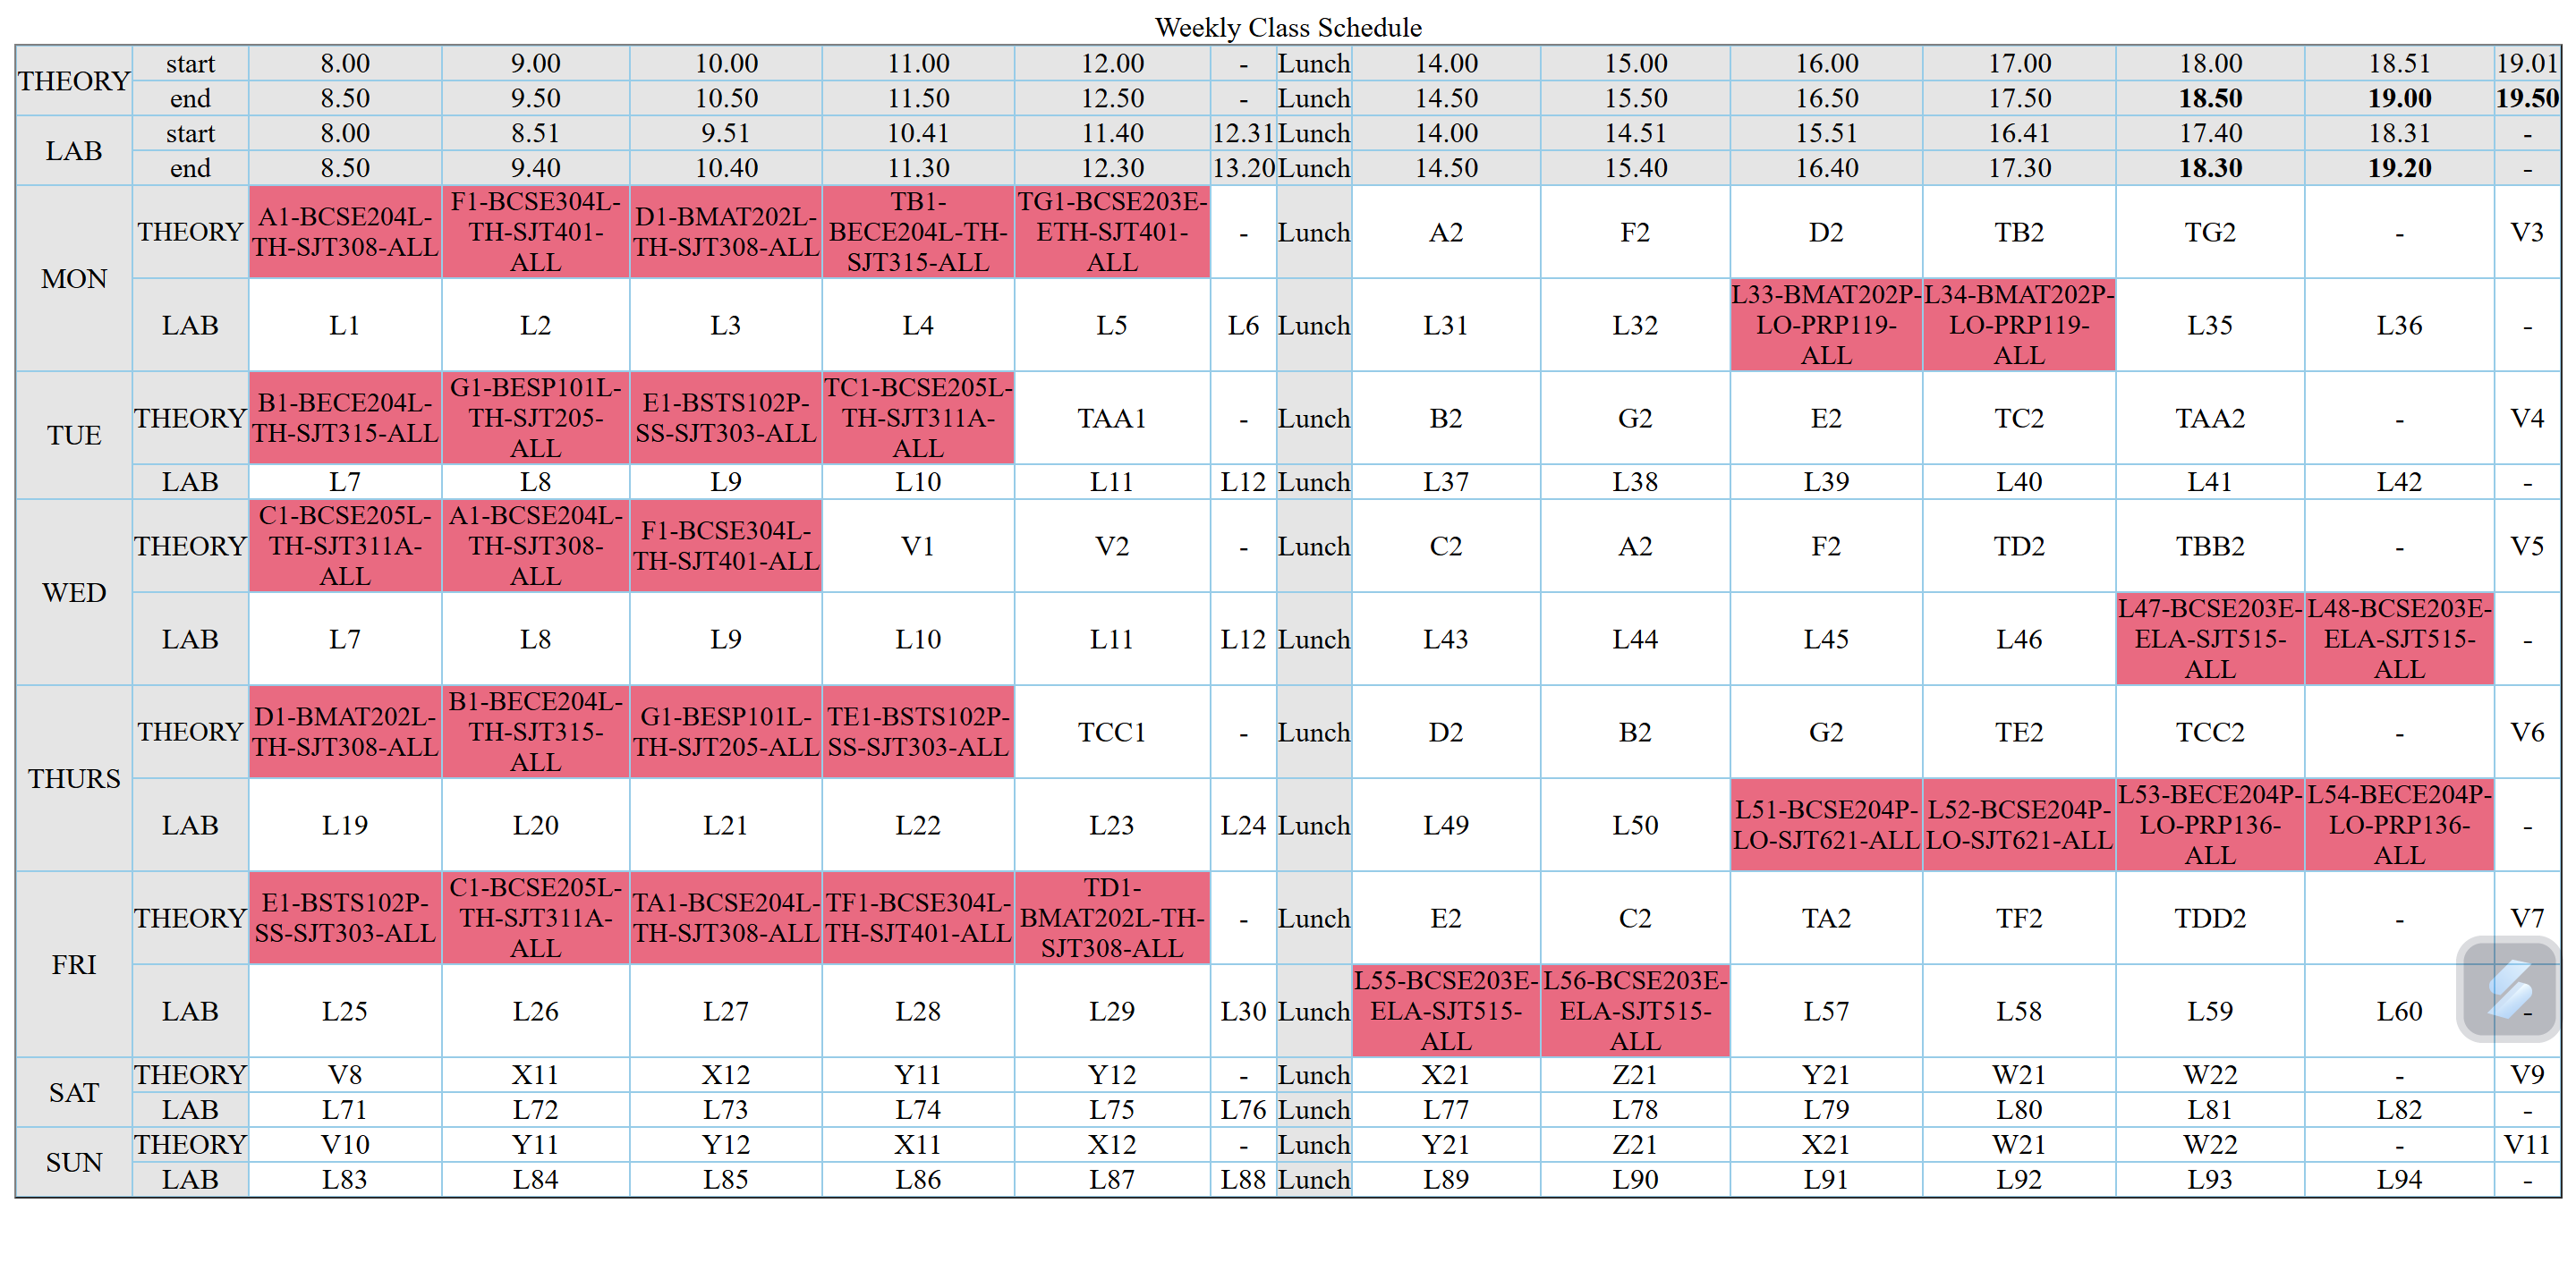 Weekly Class Schedule
THEORY start 8.00 9.00 10.00 11.00 12.00 - Lunch 14.00 15.00 16.00 17.00 18.00 18.51 19.01
end 8.50 9.50 10.50 11.50 12.50 - Lunch 14.50 15.50 16.50 17.50 18.50 19.00 19.50
LAB start 8.00 8.51 9.51 10.41 11.40 12.31 Lunch 14.00 14.51 15.51 16.41 17.40 18.31 -
end 8.50 9.40 10.40 11.30 12.30 13.20 Lunch 14.50 15.40 16.40 17.30 18.30 19.20 -
MON THEORY A1-BCSE204L-TH-SJT308-ALL F1-BCSE304L-TH-SJT401-ALL D1-BMAT202L-TH-SJT308-ALL TB1-BECE204L-TH-SJT315-ALL TG1-BCSE203E-ETH-SJT401-ALL - Lunch A2 F2 D2 TB2 TG2 - V3
LAB L1 L2 L3 L4 L5 L6 Lunch L31 L32 L33-BMAT202P-LO-PRP119-ALL L34-BMAT202P-LO-PRP119-ALL L35 L36 -
TUE THEORY B1-BECE204L-TH-SJT315-ALL G1-BESP101L-TH-SJT205-ALL E1-BSTS102P-SS-SJT303-ALL TC1-BCSE205L-TH-SJT311A-ALL TAA1 - Lunch B2 G2 E2 TC2 TAA2 - V4
LAB L7 L8 L9 L10 L11 L12 Lunch L37 L38 L39 L40 L41 L42 -
WED THEORY C1-BCSE205L-TH-SJT311A-ALL A1-BCSE204L-TH-SJT308-ALL F1-BCSE304L-TH-SJT401-ALL V1 V2 - Lunch C2 A2 F2 TD2 TBB2 - V5
LAB L7 L8 L9 L10 L11 L12 Lunch L43 L44 L45 L46 L47-BCSE203E-ELA-SJT515-ALL L48-BCSE203E-ELA-SJT515-ALL -
THURS THEORY D1-BMAT202L-TH-SJT308-ALL B1-BECE204L-TH-SJT315-ALL G1-BESP101L-TH-SJT205-ALL TE1-BSTS102P-SS-SJT303-ALL TCC1 - Lunch D2 B2 G2 TE2 TCC2 - V6
LAB L19 L20 L21 L22 L23 L24 Lunch L49 L50 L51-BCSE204P-LO-SJT621-ALL L52-BCSE204P-LO-SJT621-ALL L53-BECE204P-LO-PRP136-ALL L54-BECE204P-LO-PRP136-ALL -
FRI THEORY E1-BSTS102P-SS-SJT303-ALL C1-BCSE205L-TH-SJT311A-ALL TA1-BCSE204L-TH-SJT308-ALL TF1-BCSE304L-TH-SJT401-ALL TD1-BMAT202L-TH-SJT308-ALL - Lunch E2 C2 TA2 TF2 TDD2 - V7
LAB L25 L26 L27 L28 L29 L30 Lunch L55-BCSE203E-ELA-SJT515-ALL L56-BCSE203E-ELA-SJT515-ALL L57 L58 L59 L60 -
SAT THEORY V8 X11 X12 Y11 Y12 - Lunch X21 Z21 Y21 W21 W22 - V9
LAB L71 L72 L73 L74 L75 L76 Lunch L77 L78 L79 L80 L81 L82 -
SUN THEORY V10 Y11 Y12 X11 X12 - Lunch Y21 Z21 X21 W21 W22 - V11
LAB L83 L84 L85 L86 L87 L88 Lunch L89 L90 L91 L92 L93 L94 -